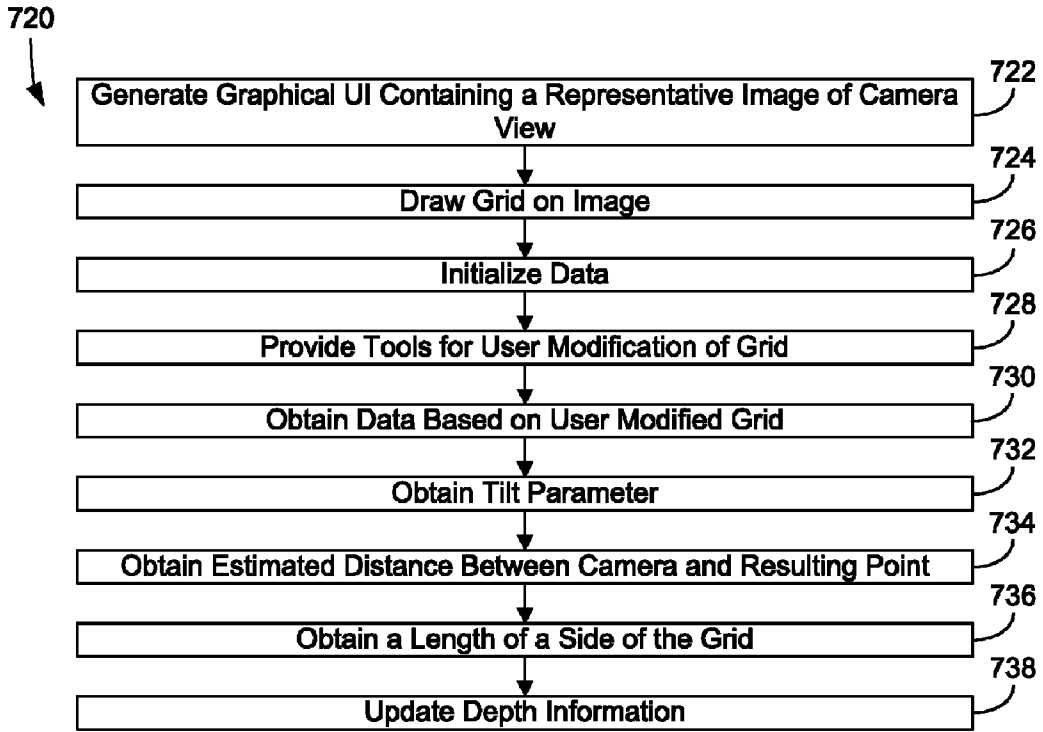 720
722
Generate Graphical UI Containing a Representative Image of Camera
View
724
Draw Grid on Image
726
Initialize Data
728
Provide Tools for User Modification of Grid
730
Obtain Data Based on User Modified Grid
732
Obtain Tilt Parameter
734
Obtain Estimated Distance Between Camera and Resulting Point
736
Obtain a Length of a Side of the Grid
738
Update Depth Information